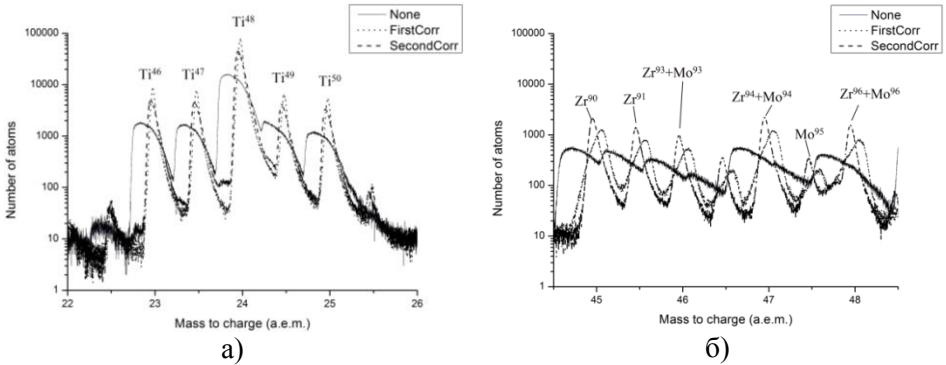 None
FirstCorr
SecondCorr
Ti⁴⁶
Ti⁴⁷
Ti⁴⁸
Ti⁴⁹
Ti⁵⁰
100000
10000
1000
100
10
1
Number of atoms
22 23 24 25 26
Mass to charge (a.e.m.)
а)
None
FirstCorr
SecondCorr
Zr⁹⁰
Zr⁹¹
Zr⁹³+Mo⁹³
Zr⁹⁴+Mo⁹⁴
Mo⁹⁵
Zr⁹⁶+Mo⁹⁶
100000
10000
1000
100
10
1
Number of atoms
45 46 47 48
Mass to charge (a.e.m.)
б)